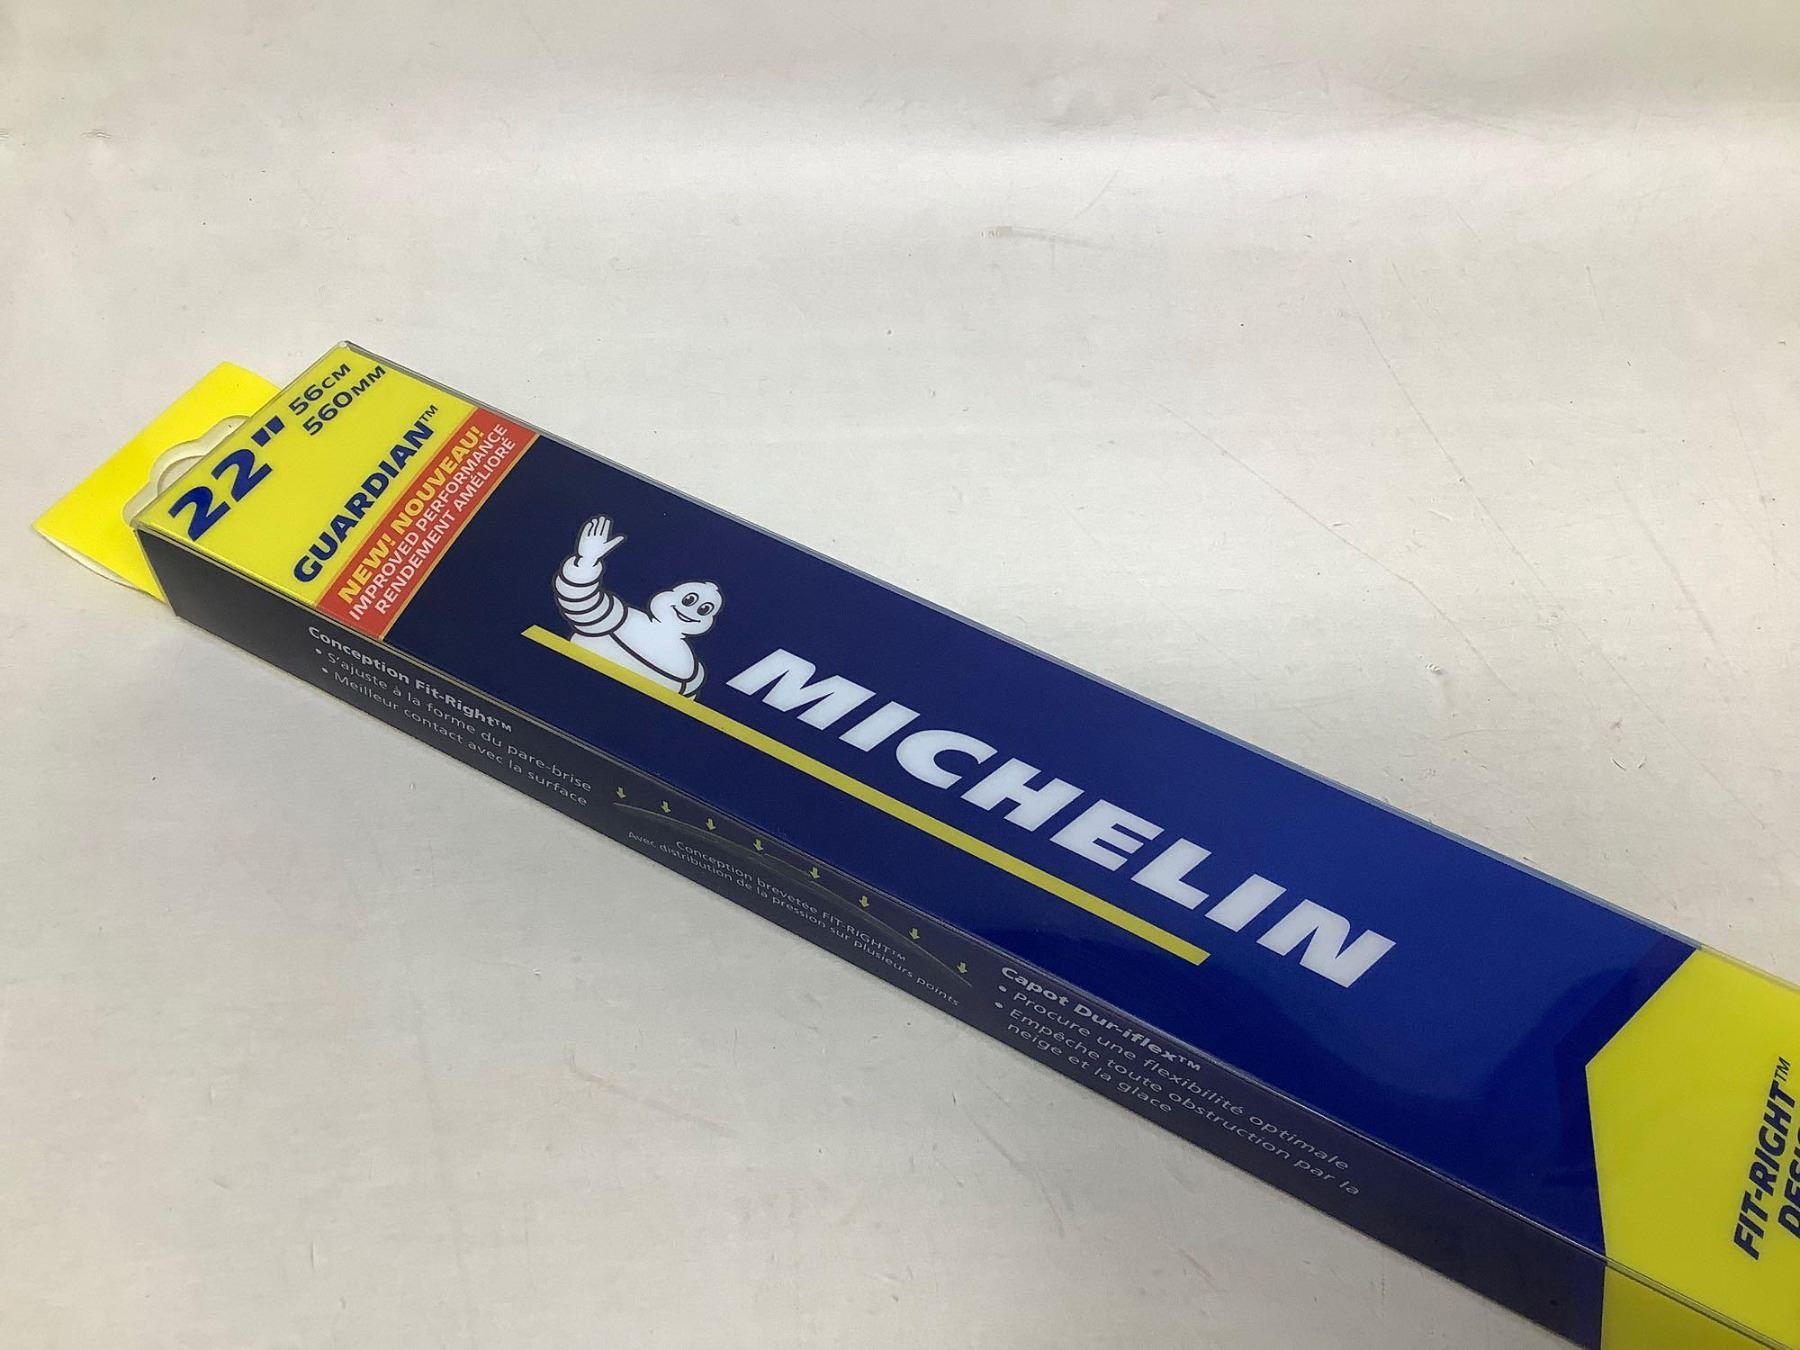 22"
56CM
560MM
GUARDIAN™
NEW! NOUVEAU!
IMPROVED PERFORMANCE
RENDEMENT AMÉLIORÉ
MICHELIN
FIT-RIGHT™
Conception Fit-Right™
• S'ajuste à la forme du pare-brise
• Meilleur contact avec la surface
Conception brevetée FIT-RIGHT™
Avec distribution de la pression sur plusieurs points
Capot Dur-iflex™
• Procure une flexibilité optimale
• Empêche toute obstruction par la
neige et la glace